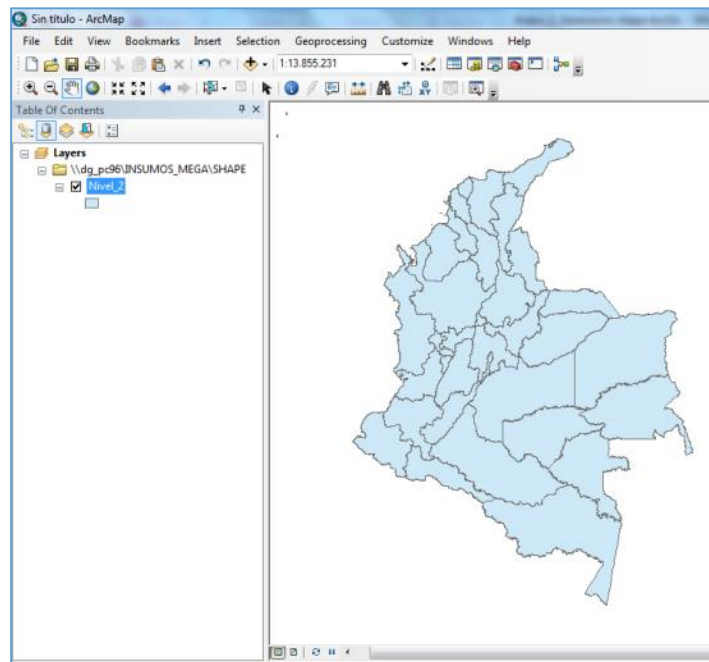 Sin título - ArcMap
File Edit View Bookmarks Insert Selection Geoprocessing Customize Windows Help
1:13.855.231
Table Of Contents
Layers
\\dg_pc96\INSUMOS_MEGA\SHAPE
Nivel_2